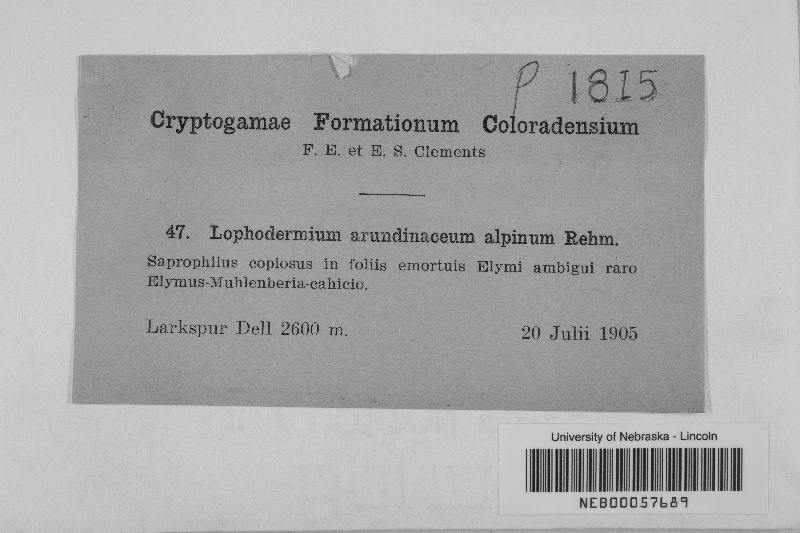 P 1815
Cryptogamae Formationum Coloradensium
F. E. et E. S. Clements
47. Lophodermium arundinaceum alpinum Rehm.
Saprophilus copiosus in foliis emortuis Elymi ambigui raro
Elymus-Muhlenberia-cahicio.
Larkspur Dell 2600 m. 20 Julii 1905
University of Nebraska - Lincoln
NEB00057689